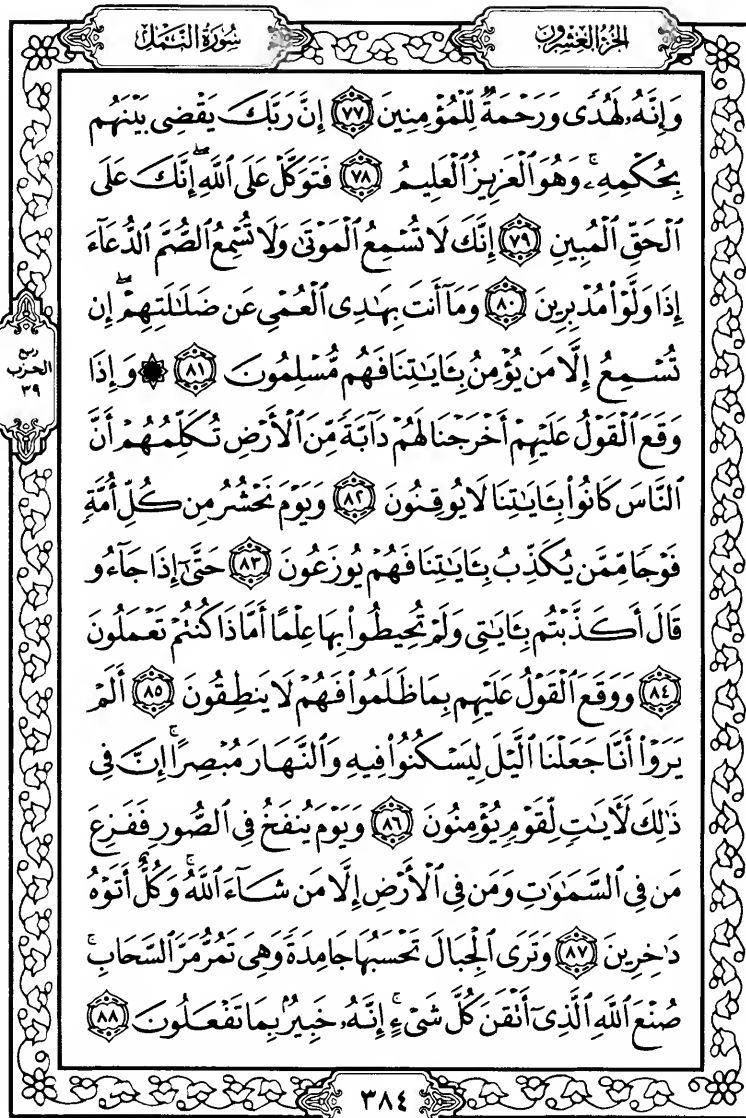 الجزء العشرون
سورة النمل
وَإِنَّهُۥ لَهُدًى وَرَحْمَةٌ لِّلْمُؤْمِنِينَ ٧٧ إِنَّ رَبَّكَ يَقْضِى بَيْنَهُم
بِحُكْمِهِۦۚ وَهُوَ ٱلْعَزِيزُ ٱلْعَلِيمُ ٧٨ فَتَوَكَّلْ عَلَى ٱللَّهِۖ إِنَّكَ عَلَى
ٱلْحَقِّ ٱلْمُبِينِ ٧٩ إِنَّكَ لَا تُسْمِعُ ٱلْمَوْتَىٰ وَلَا تُسْمِعُ ٱلصُّمَّ ٱلدُّعَآءَ
إِذَا وَلَّوْا۟ مُدْبِرِينَ ٨٠ وَمَآ أَنتَ بِهَٰدِى ٱلْعُمْىِ عَن ضَلَٰلَتِهِمْۖ إِن
تُسْمِعُ إِلَّا مَن يُؤْمِنُ بِـَٔايَٰتِنَا فَهُم مُّسْلِمُونَ ٨١ ۞ وَإِذَا
وَقَعَ ٱلْقَوْلُ عَلَيْهِمْ أَخْرَجْنَا لَهُمْ دَآبَّةً مِّنَ ٱلْأَرْضِ تُكَلِّمُهُمْ أَنَّ
ٱلنَّاسَ كَانُوا۟ بِـَٔايَٰتِنَا لَا يُوقِنُونَ ٨٢ وَيَوْمَ نَحْشُرُ مِن كُلِّ أُمَّةٍ
فَوْجًا مِّمَّن يُكَذِّبُ بِـَٔايَٰتِنَا فَهُمْ يُوزَعُونَ ٨٣ حَتَّىٰٓ إِذَا جَآءُو
قَالَ أَكَذَّبْتُم بِـَٔايَٰتِى وَلَمْ تُحِيطُوا۟ بِهَا عِلْمًا أَمَّاذَا كُنتُمْ تَعْمَلُونَ
٨٤ وَوَقَعَ ٱلْقَوْلُ عَلَيْهِم بِمَا ظَلَمُوا۟ فَهُمْ لَا يَنطِقُونَ ٨٥ أَلَمْ
يَرَوْا۟ أَنَّا جَعَلْنَا ٱلَّيْلَ لِيَسْكُنُوا۟ فِيهِ وَٱلنَّهَارَ مُبْصِرًاۚ إِنَّ فِى
ذَٰلِكَ لَـَٔايَٰتٍ لِّقَوْمٍ يُؤْمِنُونَ ٨٦ وَيَوْمَ يُنفَخُ فِى ٱلصُّورِ فَفَزِعَ
مَن فِى ٱلسَّمَٰوَٰتِ وَمَن فِى ٱلْأَرْضِ إِلَّا مَن شَآءَ ٱللَّهُۚ وَكُلٌّ أَتَوْهُ
دَٰخِرِينَ ٨٧ وَتَرَى ٱلْجِبَالَ تَحْسَبُهَا جَامِدَةً وَهِىَ تَمُرُّ مَرَّ ٱلسَّحَابِۚ
صُنْعَ ٱللَّهِ ٱلَّذِىٓ أَتْقَنَ كُلَّ شَىْءٍۚ إِنَّهُۥ خَبِيرٌۢ بِمَا تَفْعَلُونَ ٨٨
ربع
الحزب
٣٩
٣٨٤